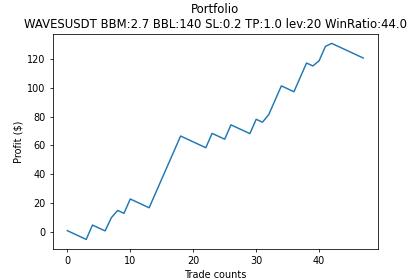 Portfolio
WAVESUSDT BBM:2.7 BBL:140 SL:0.2 TP:1.0 lev:20 WinRatio:44.0
120
100
80
60
40
20
0
Profit ($)
0 10 20 30 40
Trade counts